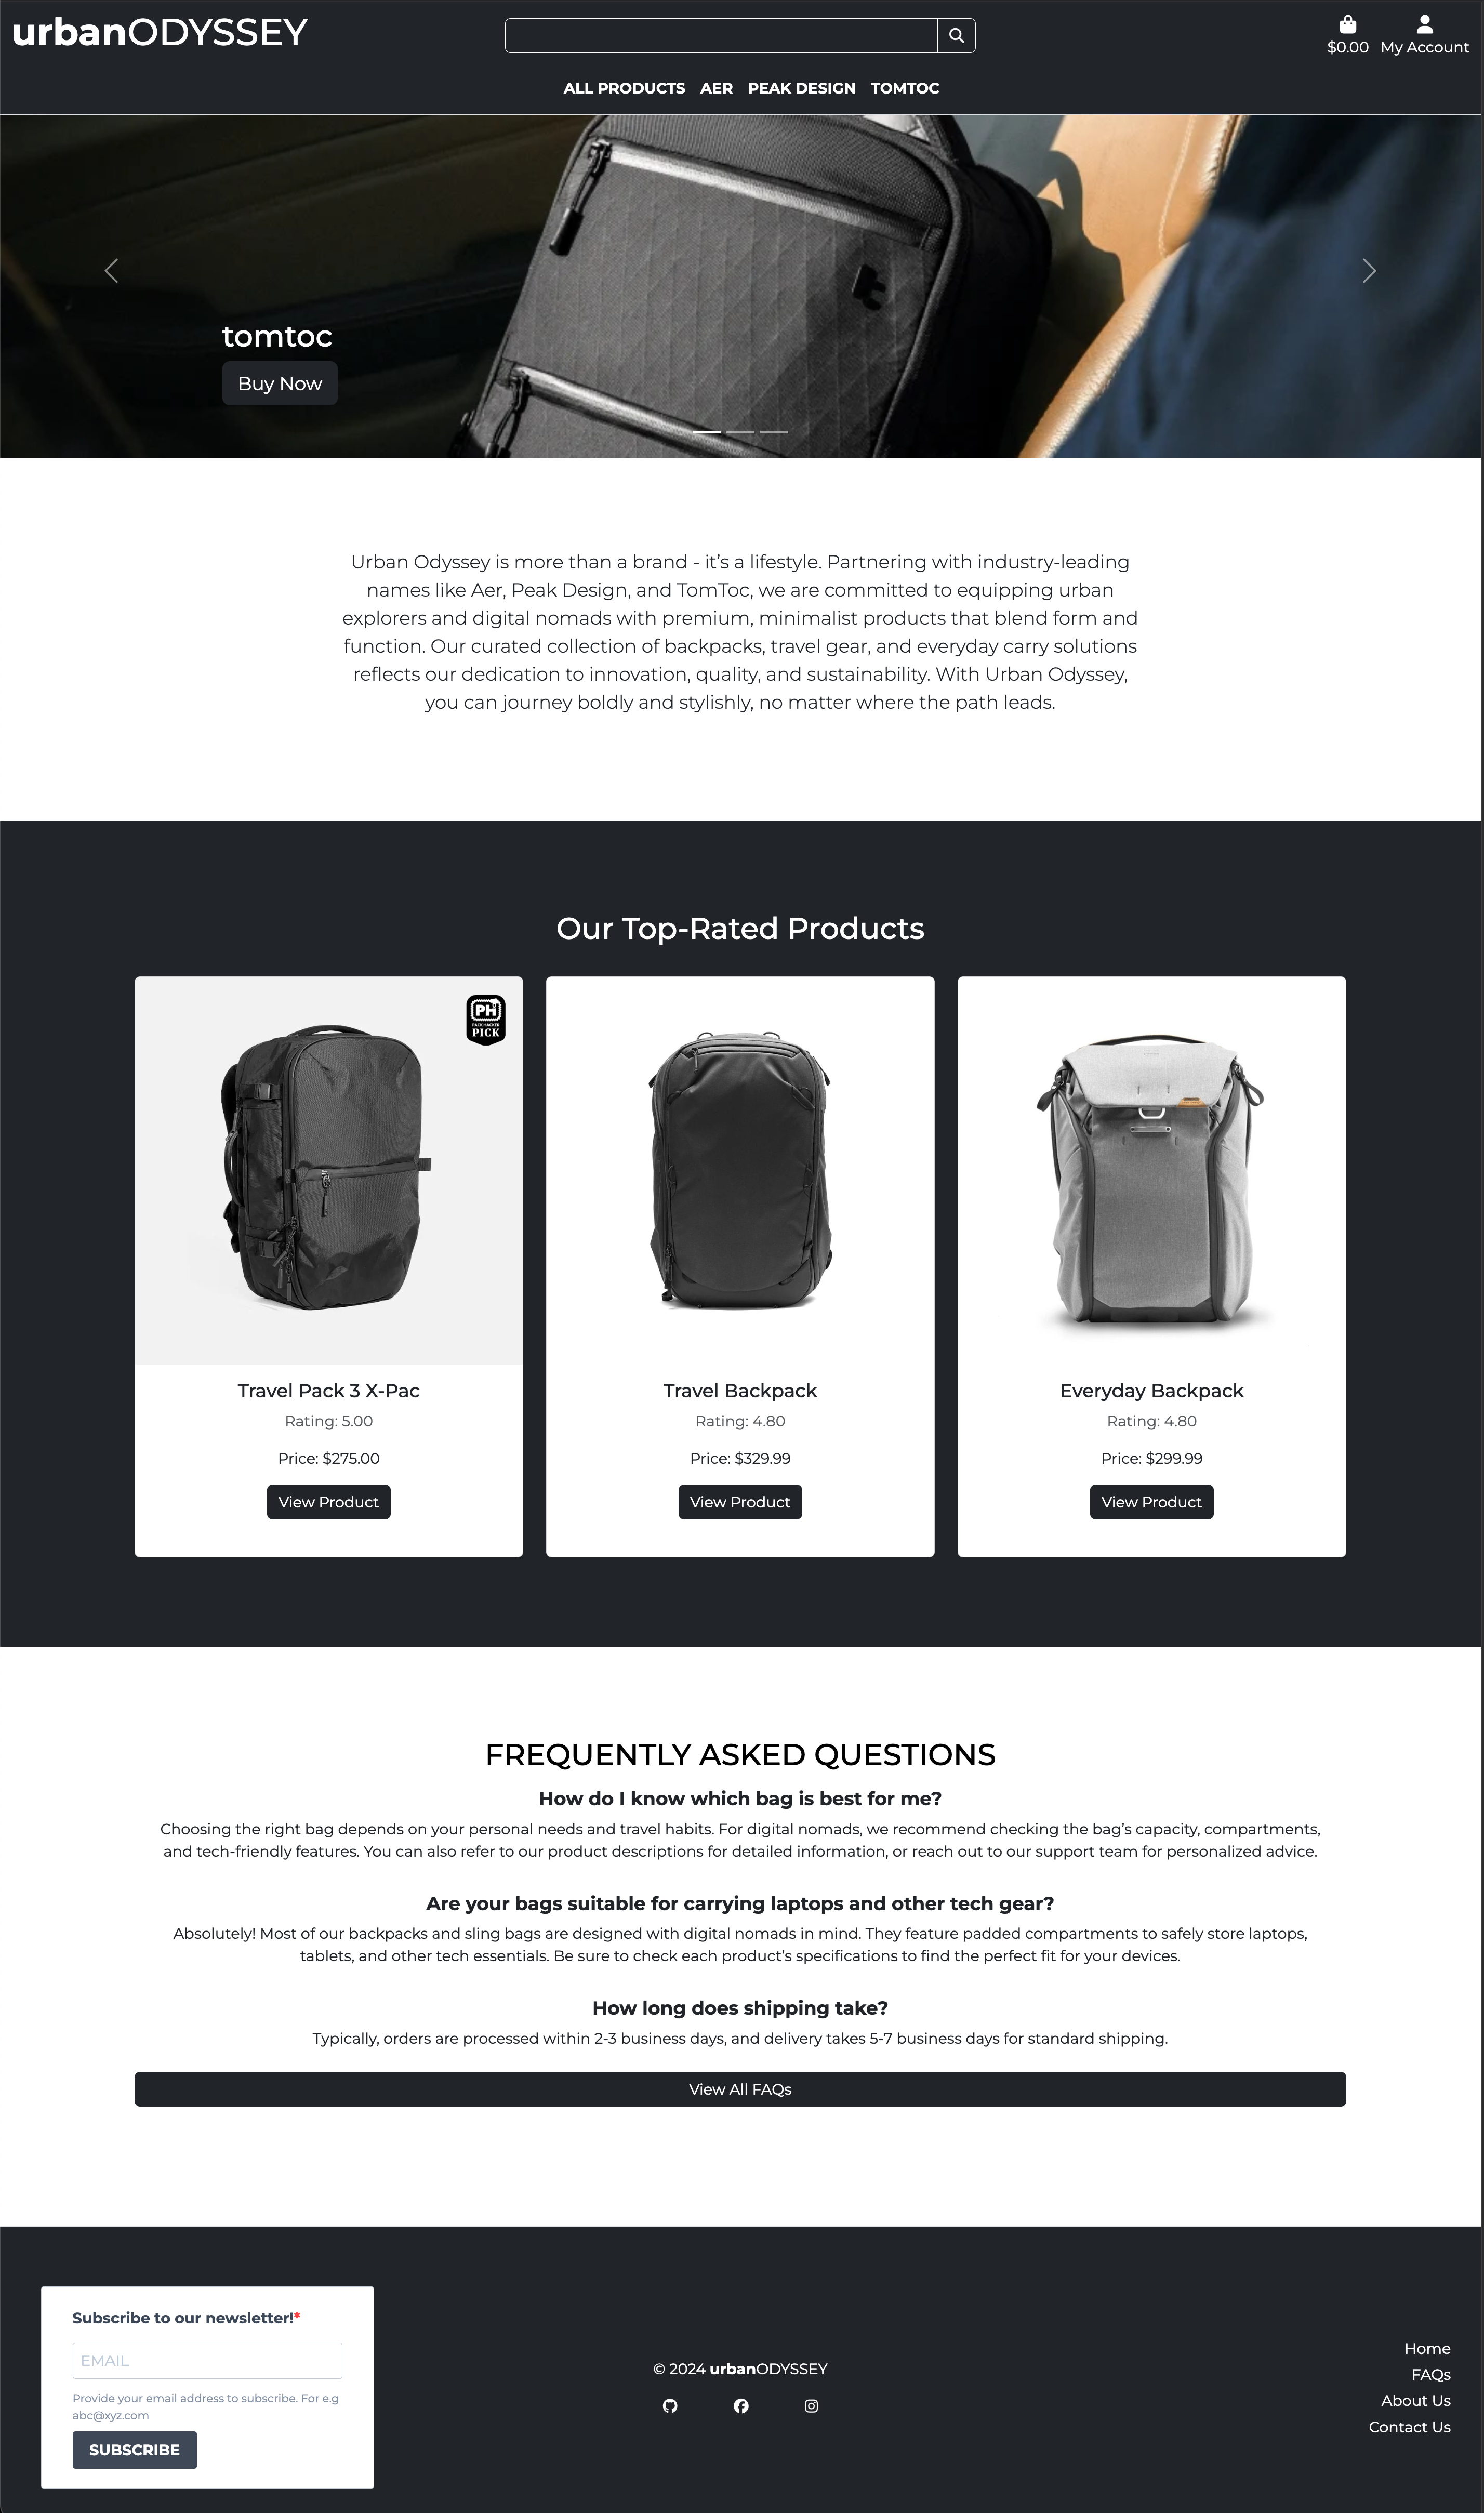 urbanODYSSEY
$0.00 My Account
ALL PRODUCTS AER PEAK DESIGN TOMTOC
tomtoc
Buy Now
Urban Odyssey is more than a brand - it’s a lifestyle. Partnering with industry-leading
names like Aer, Peak Design, and TomToc, we are committed to equipping urban
explorers and digital nomads with premium, minimalist products that blend form and
function. Our curated collection of backpacks, travel gear, and everyday carry solutions
reflects our dedication to innovation, quality, and sustainability. With Urban Odyssey,
you can journey boldly and stylishly, no matter where the path leads.
Our Top-Rated Products
PH
PACK HACKER
PICK
Travel Pack 3 X-Pac
Rating: 5.00
Price: $275.00
View Product
Travel Backpack
Rating: 4.80
Price: $329.99
View Product
Everyday Backpack
Rating: 4.80
Price: $299.99
View Product
FREQUENTLY ASKED QUESTIONS
How do I know which bag is best for me?
Choosing the right bag depends on your personal needs and travel habits. For digital nomads, we recommend checking the bag’s capacity, compartments,
and tech-friendly features. You can also refer to our product descriptions for detailed information, or reach out to our support team for personalized advice.
Are your bags suitable for carrying laptops and other tech gear?
Absolutely! Most of our backpacks and sling bags are designed with digital nomads in mind. They feature padded compartments to safely store laptops,
tablets, and other tech essentials. Be sure to check each product’s specifications to find the perfect fit for your devices.
How long does shipping take?
Typically, orders are processed within 2-3 business days, and delivery takes 5-7 business days for standard shipping.
View All FAQs
Subscribe to our newsletter!*
EMAIL
Provide your email address to subscribe. For e.g
abc@xyz.com
SUBSCRIBE
© 2024 urbanODYSSEY
Home
FAQs
About Us
Contact Us